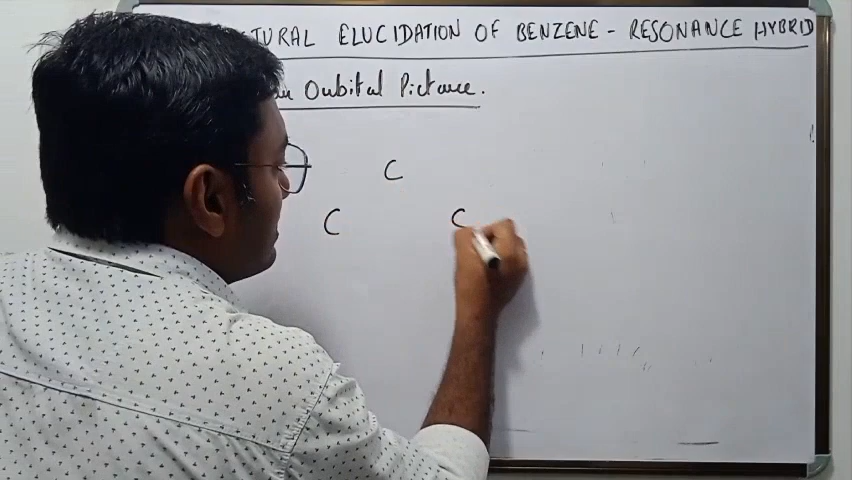 TURAL ELUCIDATION OF BENZENE - RESONANCE HYBRID
Orbital Picture.
C
C C